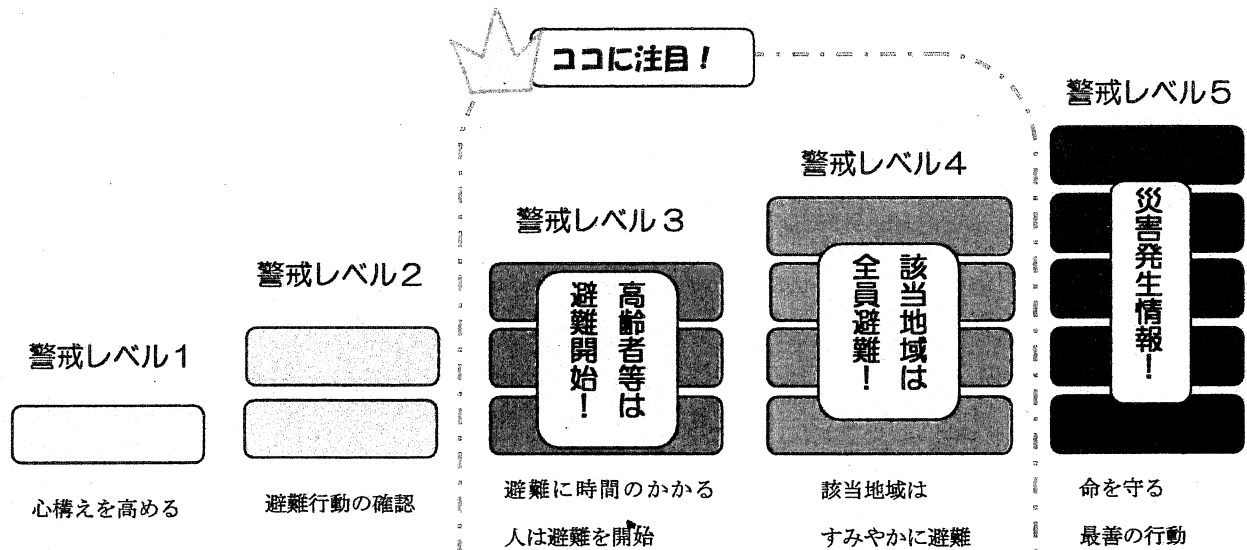 ココに注目！
警戒レベル1
心構えを高める
警戒レベル2
避難行動の確認
警戒レベル3
高齢者等は
避難開始！
避難に時間のかかる
人は避難を開始
警戒レベル4
該当地域は
全員避難！
該当地域は
すみやかに避難
警戒レベル5
災害発生情報！
命を守る
最善の行動